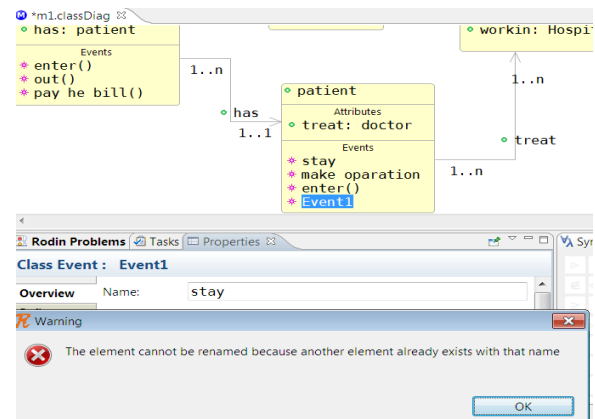 *m1.classDiag
has: patient
Events
enter()
out()
pay he bill()
workin: Hospi
1..n
has
1..1
patient
Attributes
treat: doctor
Events
stay
make oparation
enter()
Event1
1..n
treat
1..n
Rodin Problems Tasks Properties
Sy
Class Event : Event1
Overview Name: stay
Warning
The element cannot be renamed because another element already exists with that name
OK